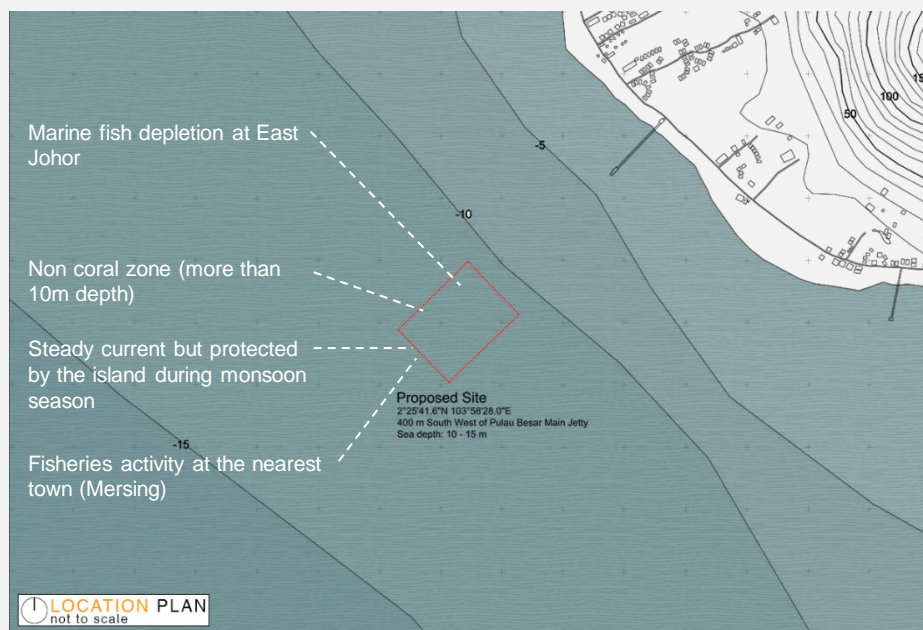 Marine fish depletion at East
Johor
-5
50
100
-10
Non coral zone (more than
10m depth)
Steady current but protected
by the island during monsoon
season
Proposed Site
2°25'41.6"N 103°58'28.0"E
400 m South West of Pulau Besar Main Jetty
Sea depth: 10 - 15 m
-15
Fisheries activity at the nearest
town (Mersing)
LOCATION PLAN
not to scale